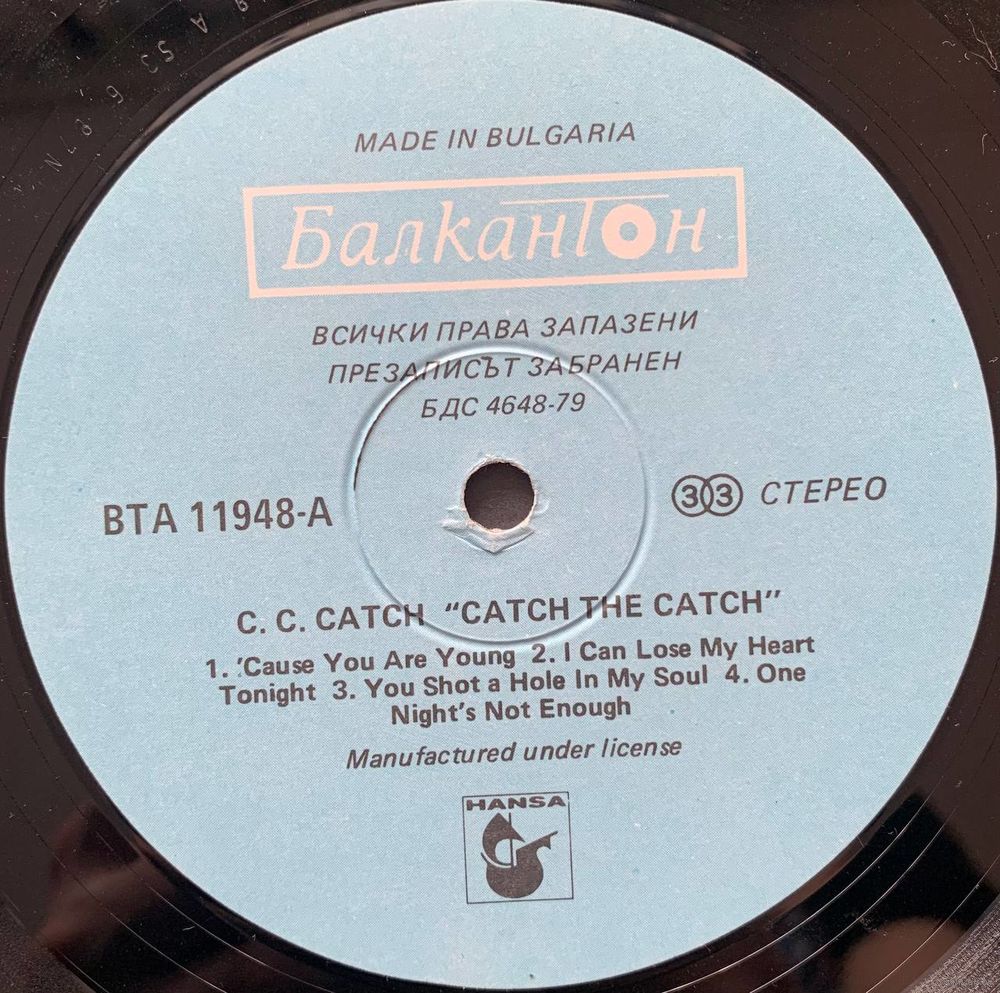 MADE IN BULGARIA
Балкантон
ВСИЧКИ ПРАВА ЗАПАЗЕНИ
ПРЕЗАПИСЪТ ЗАБРАНЕН
БДС 4648-79
ВТА 11948-А
33 СТЕРЕО
C. C. CATCH “CATCH THE CATCH”
1. 'Cause You Are Young 2. I Can Lose My Heart
Tonight 3. You Shot a Hole In My Soul 4. One
Night's Not Enough
Manufactured under license
HANSA